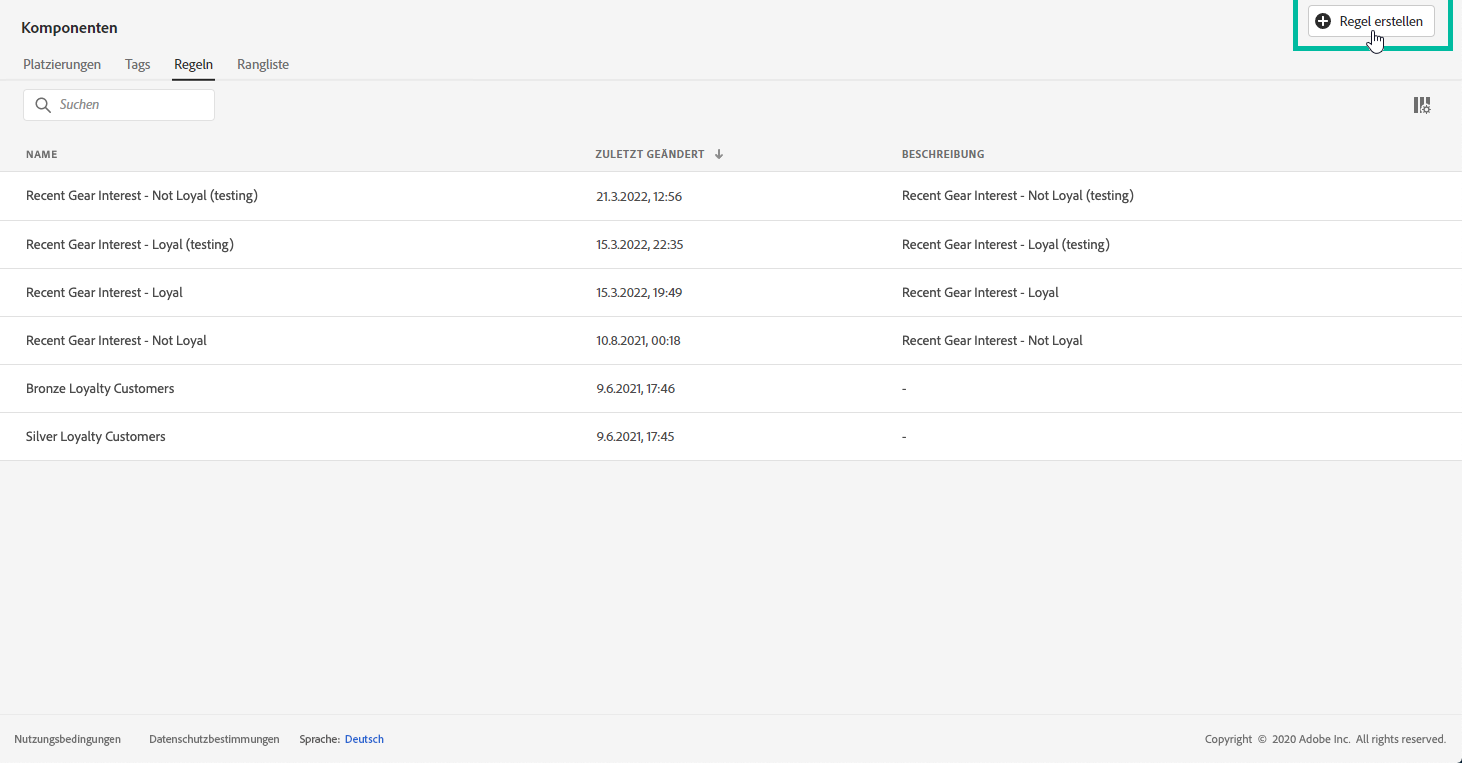 Komponenten
Regel erstellen
Platzierungen Tags Regeln Rangliste
Suchen
NAME ZULETZT GEÄNDERT BESCHREIBUNG
Recent Gear Interest - Not Loyal (testing) 21.3.2022, 12:56 Recent Gear Interest - Not Loyal (testing)
Recent Gear Interest - Loyal (testing) 15.3.2022, 22:35 Recent Gear Interest - Loyal (testing)
Recent Gear Interest - Loyal 15.3.2022, 19:49 Recent Gear Interest - Loyal
Recent Gear Interest - Not Loyal 10.8.2021, 00:18 Recent Gear Interest - Not Loyal
Bronze Loyalty Customers 9.6.2021, 17:46 -
Silver Loyalty Customers 9.6.2021, 17:45 -
Nutzungsbedingungen Datenschutzbestimmungen Sprache: Deutsch Copyright © 2020 Adobe Inc. All rights reserved.